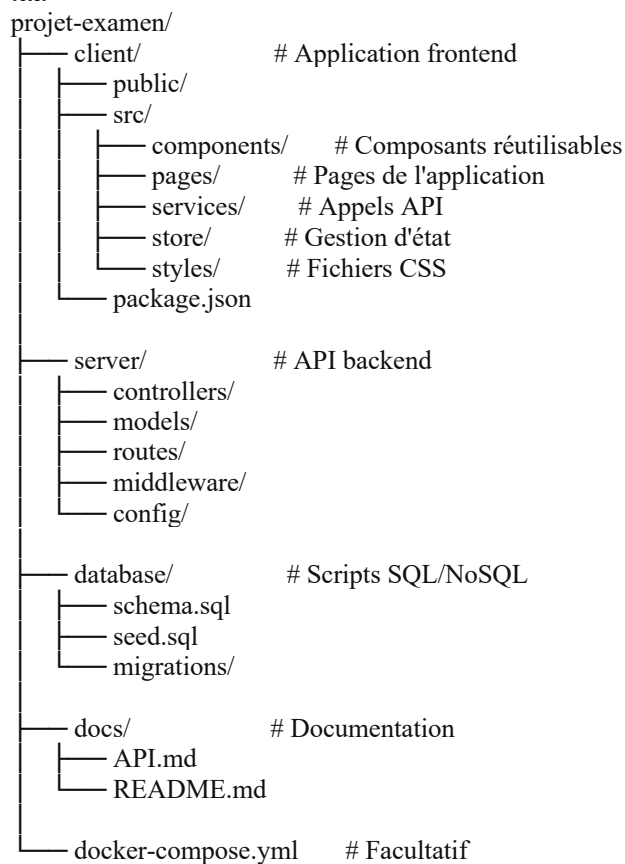 projet-examen/
├── client/ # Application frontend
│ ├── public/
│ ├── src/
│ │ ├── components/ # Composants réutilisables
│ │ ├── pages/ # Pages de l'application
│ │ ├── services/ # Appels API
│ │ ├── store/ # Gestion d'état
│ │ └── styles/ # Fichiers CSS
│ └── package.json
│
├── server/ # API backend
│ ├── controllers/
│ ├── models/
│ ├── routes/
│ ├── middleware/
│ └── config/
│
├── database/ # Scripts SQL/NoSQL
│ ├── schema.sql
│ ├── seed.sql
│ └── migrations/
│
├── docs/ # Documentation
│ ├── API.md
│ └── README.md
│
└── docker-compose.yml # Facultatif